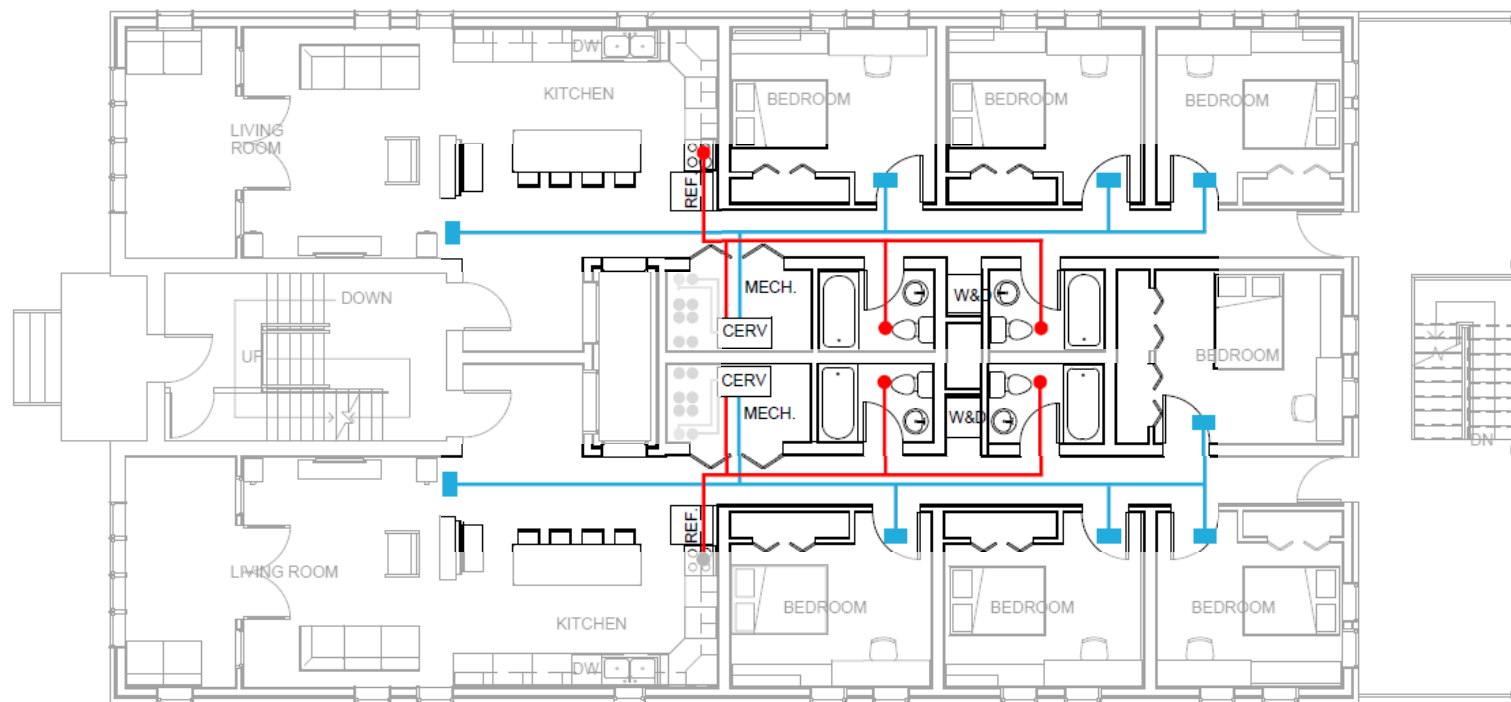 DW
KITCHEN
BEDROOM
BEDROOM
BEDROOM
LIVING
ROOM
REF.
MECH.
W&D
DOWN
CERV
UP
BEDROOM
CERV
MECH.
W&D
DN
REF.
LIVING ROOM
KITCHEN
BEDROOM
BEDROOM
BEDROOM
DW